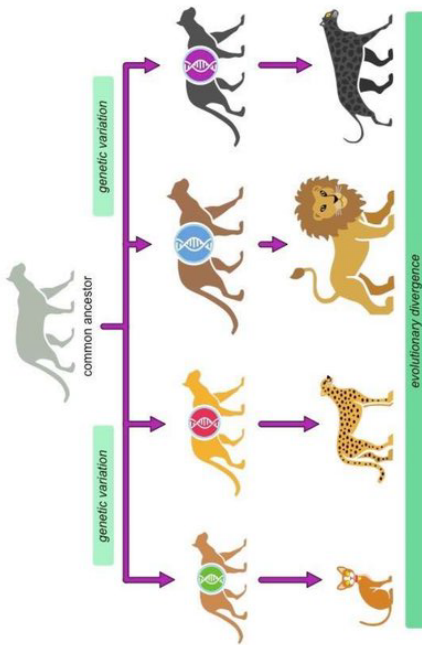 common ancestor
genetic variation
genetic variation
evolutionary divergence